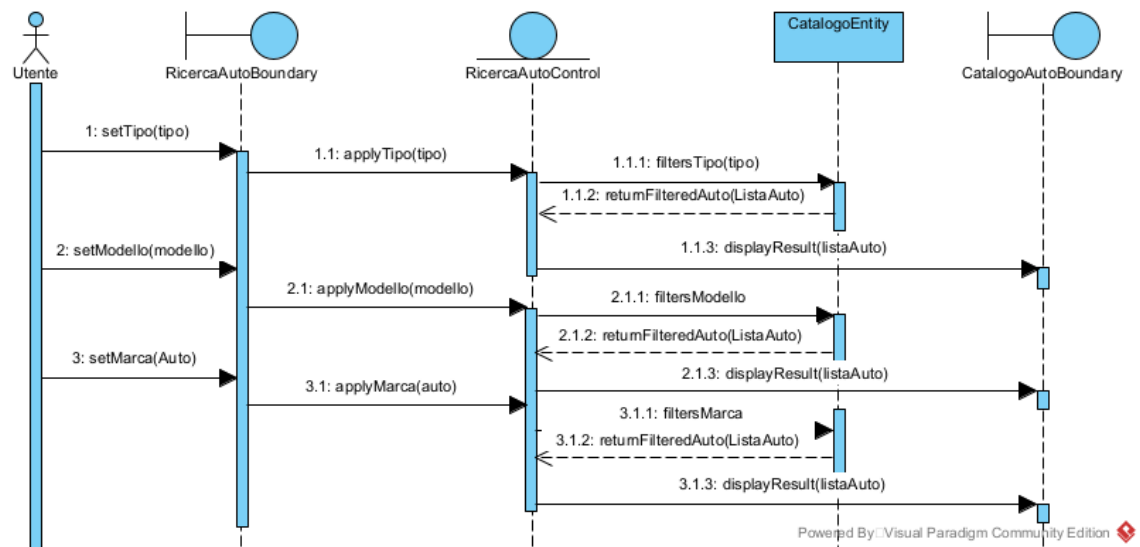 CatalogoEntity
Utente
RicercaAutoBoundary
RicercaAutoControl
CatalogoAutoBoundary
1: setTipo(tipo)
1.1: applyTipo(tipo)
1.1.1: filtersTipo(tipo)
1.1.2: returnFilteredAuto(ListaAuto)
2: setModello(modello)
1.1.3: displayResult(listaAuto)
2.1: applyModello(modello)
2.1.1: filtersModello
2.1.2: returnFilteredAuto(ListaAuto)
3: setMarca(Auto)
2.1.3: displayResult(listaAuto)
3.1: applyMarca(auto)
3.1.1: filtersMarca
3.1.2: returnFilteredAuto(ListaAuto)
3.1.3: displayResult(listaAuto)
Powered By Visual Paradigm Community Edition